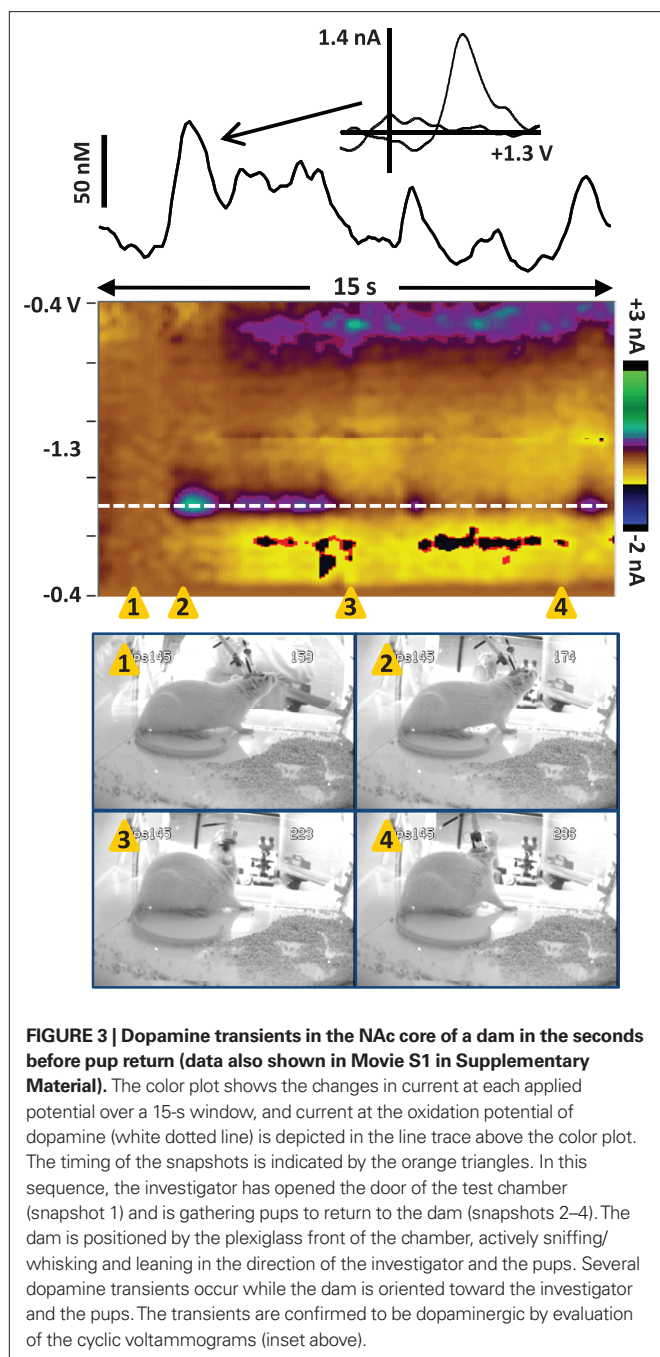 1.4 nA
+1.3 V
50 nM
15 s
-0.4 V
-1.3
-0.4
+3 nA
-2 nA
1 2 3 4
1 ps145 159
2 ps145 174
3 ps145 223
4 ps145
FIGURE 3 | Dopamine transients in the NAc core of a dam in the seconds
before pup return (data also shown in Movie S1 in Supplementary
Material). The color plot shows the changes in current at each applied
potential over a 15-s window, and current at the oxidation potential of
dopamine (white dotted line) is depicted in the line trace above the color plot.
The timing of the snapshots is indicated by the orange triangles. In this
sequence, the investigator has opened the door of the test chamber
(snapshot 1) and is gathering pups to return to the dam (snapshots 2–4). The
dam is positioned by the plexiglass front of the chamber, actively sniffing/
whisking and leaning in the direction of the investigator and the pups. Several
dopamine transients occur while the dam is oriented toward the investigator
and the pups. The transients are confirmed to be dopaminergic by evaluation
of the cyclic voltammograms (inset above).